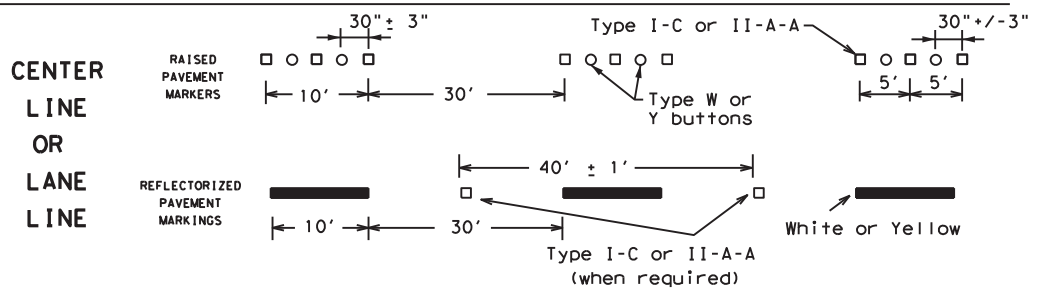 CENTER
LINE
OR
LANE
LINE
RAISED
PAVEMENT
MARKERS
30"± 3"
10'
30'
Type I-C or II-A-A
Type W or
Y buttons
30"+/-3"
5'
5'
REFLECTORIZED
PAVEMENT
MARKINGS
40' ± 1'
10'
30'
Type I-C or II-A-A
(when required)
White or Yellow